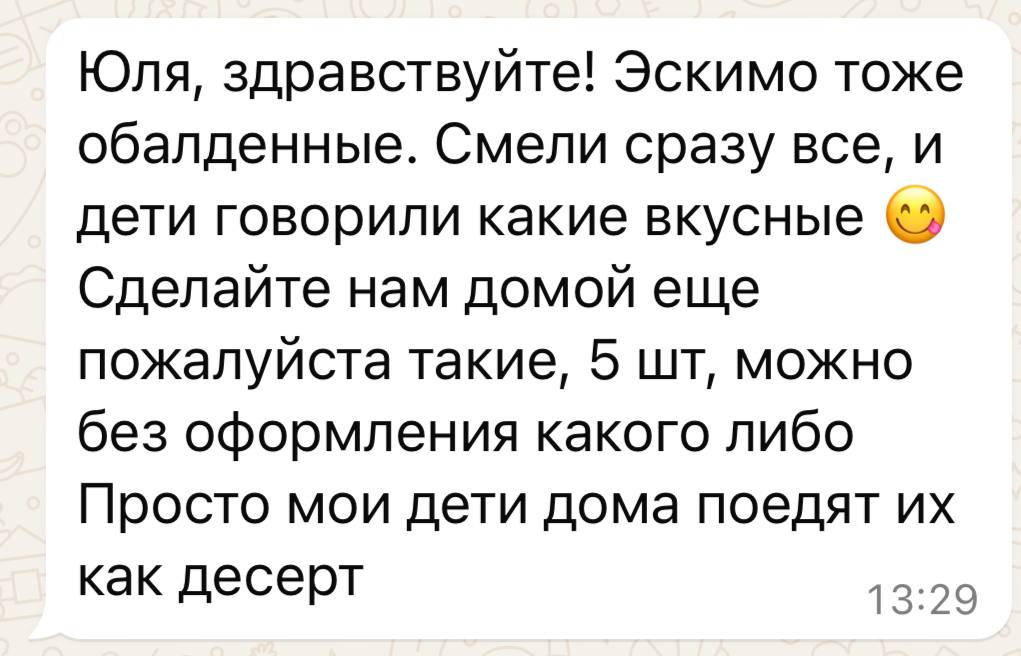 Юля, здравствуйте! Эскимо тоже
обалденные. Смели сразу все, и
дети говорили какие вкусные 😋
Сделайте нам домой еще
пожалуйста такие, 5 шт, можно
без оформления какого либо
Просто мои дети дома поедят их
как десерт
13:29